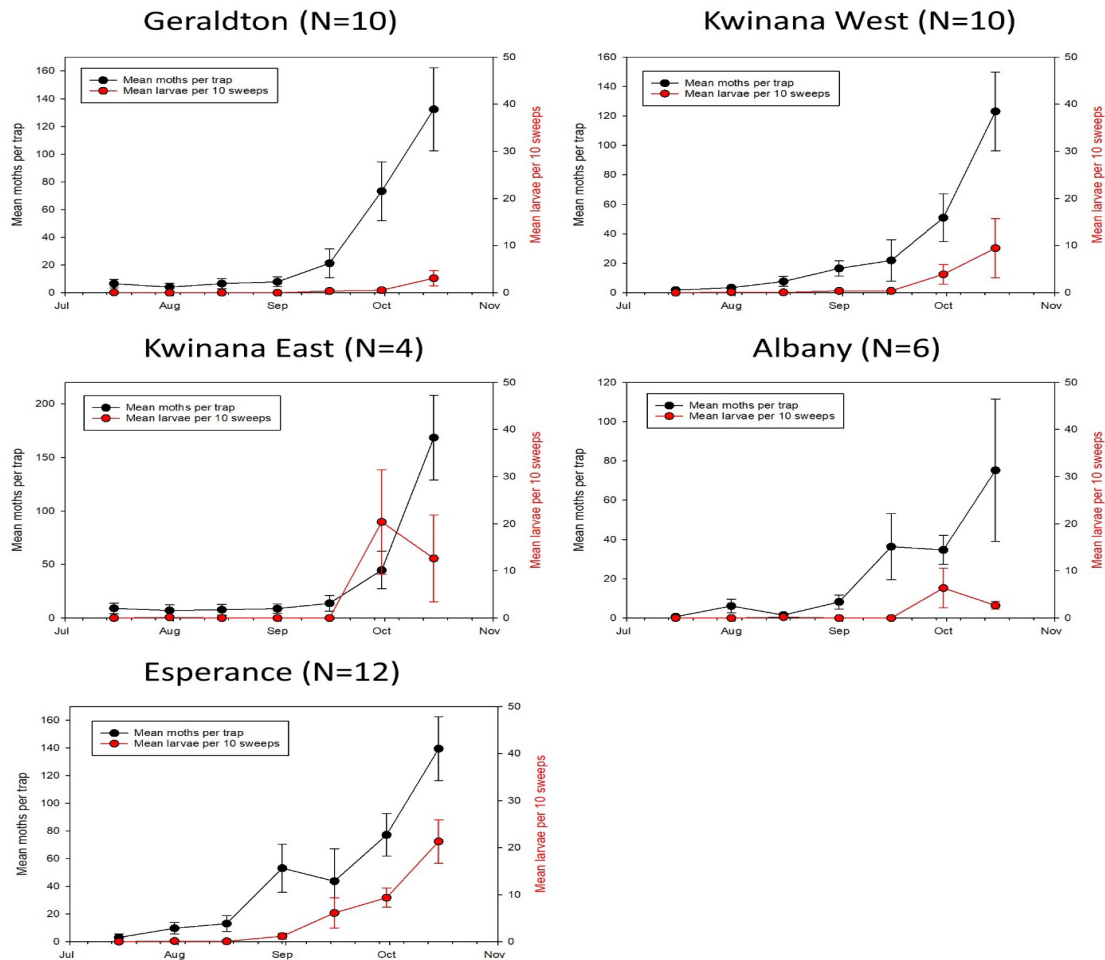 Geraldton (N=10)
Mean moths per trap
160
140
120
100
80
60
40
20
0
Mean moths per trap
Mean larvae per 10 sweeps
50
40
30
20
10
0
Mean larvae per 10 sweeps
Jul Aug Sep Oct Nov
Kwinana West (N=10)
Mean moths per trap
160
140
120
100
80
60
40
20
0
Mean moths per trap
Mean larvae per 10 sweeps
50
40
30
20
10
0
Mean larvae per 10 sweeps
Jul Aug Sep Oct Nov
Kwinana East (N=4)
Mean moths per trap
200
150
100
50
0
Mean moths per trap
Mean larvae per 10 sweeps
50
40
30
20
10
0
Mean larvae per 10 sweeps
Jul Aug Sep Oct Nov
Albany (N=6)
Mean moths per trap
120
100
80
60
40
20
0
Mean moths per trap
Mean larvae per 10 sweeps
50
40
30
20
10
0
Mean larvae per 10 sweeps
Jul Aug Sep Oct Nov
Esperance (N=12)
Mean moths per trap
160
140
120
100
80
60
40
20
0
Mean moths per trap
Mean larvae per 10 sweeps
50
40
30
20
10
0
Mean larvae per 10 sweeps
Jul Aug Sep Oct Nov